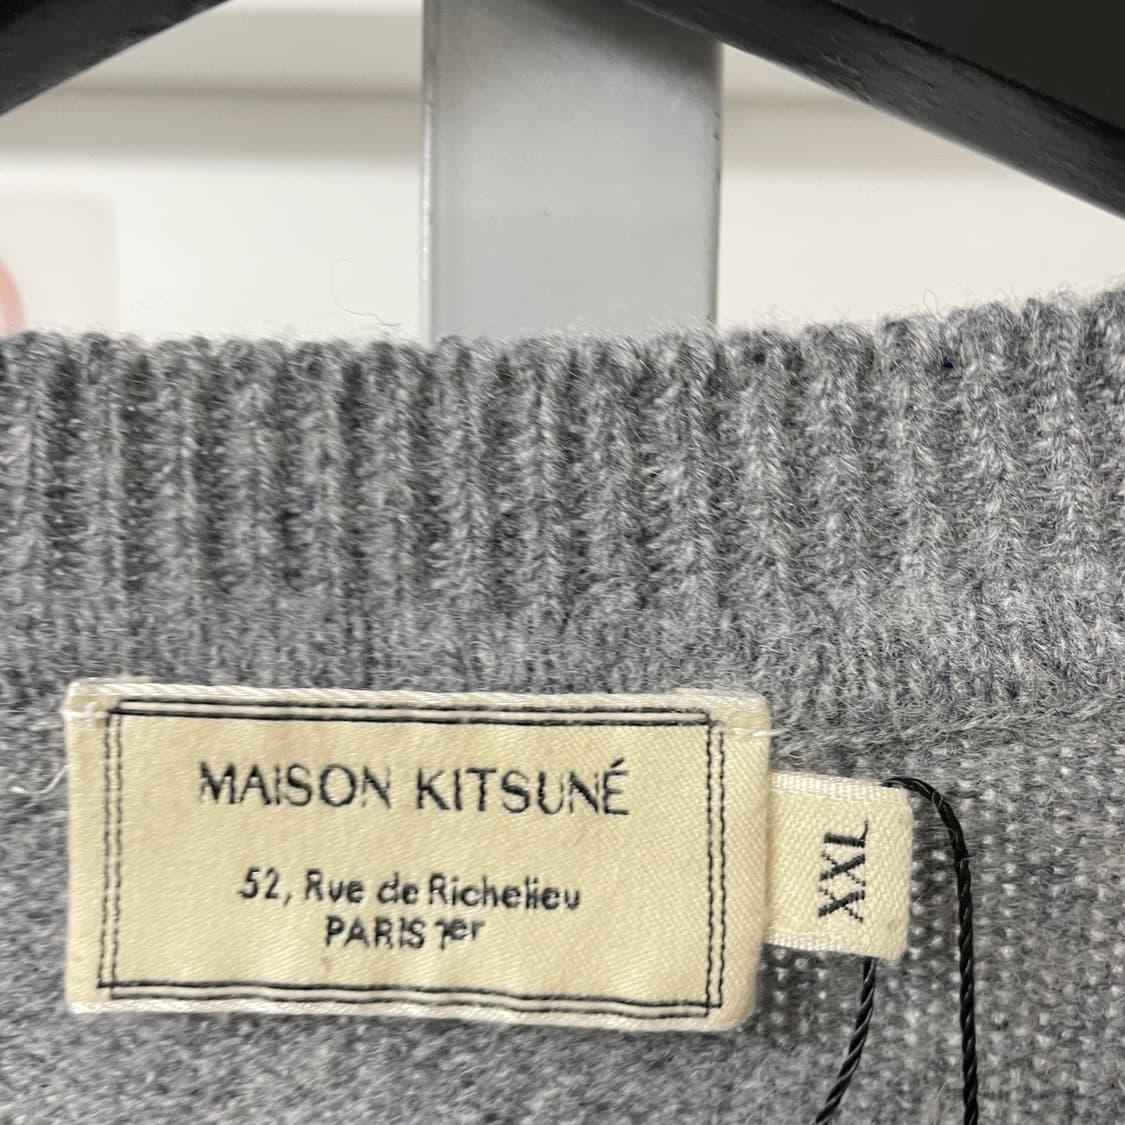 MAISON KITSUNÉ
52, Rue de Richelieu
PARIS 1er
XXL